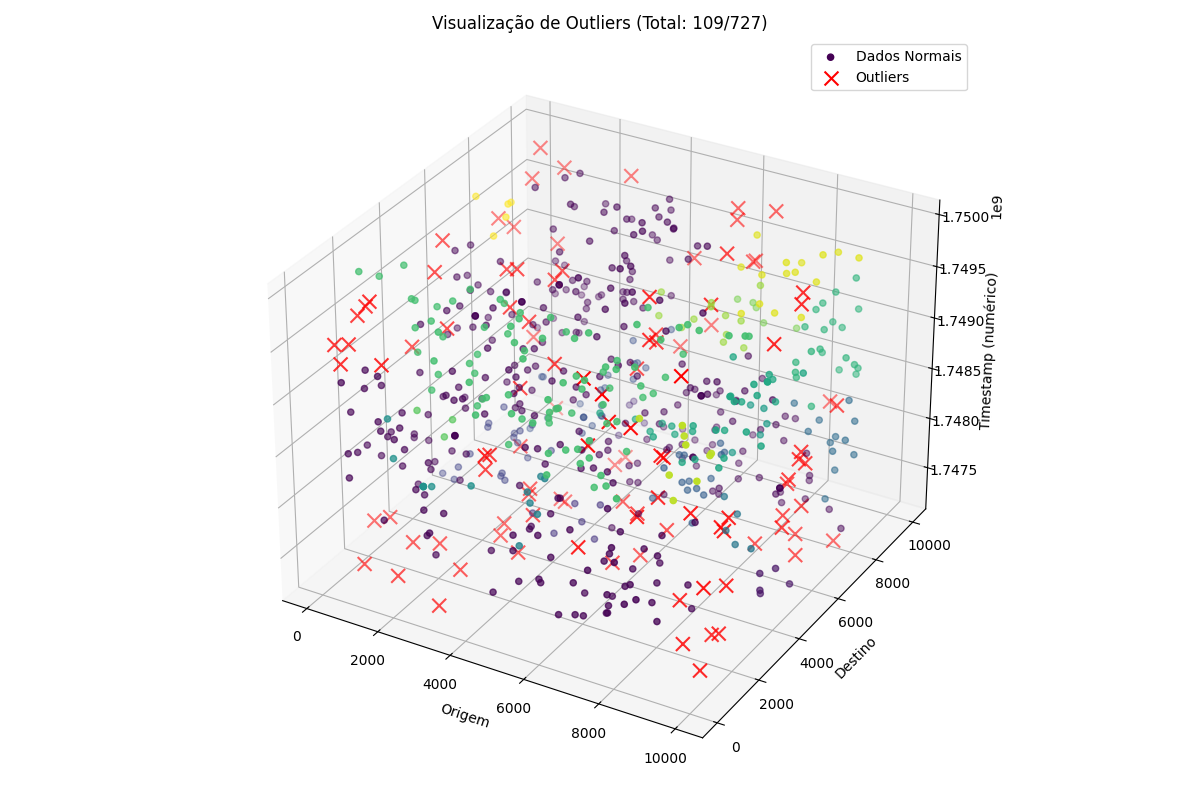 Visualização de Outliers (Total: 109/727)
Dados Normais
Outliers
1e9
1.7500
1.7495
1.7490
1.7485
1.7480
1.7475
Timestamp (numérico)
0
2000
4000
6000
8000
10000
Origem
0
2000
4000
6000
8000
10000
Destino